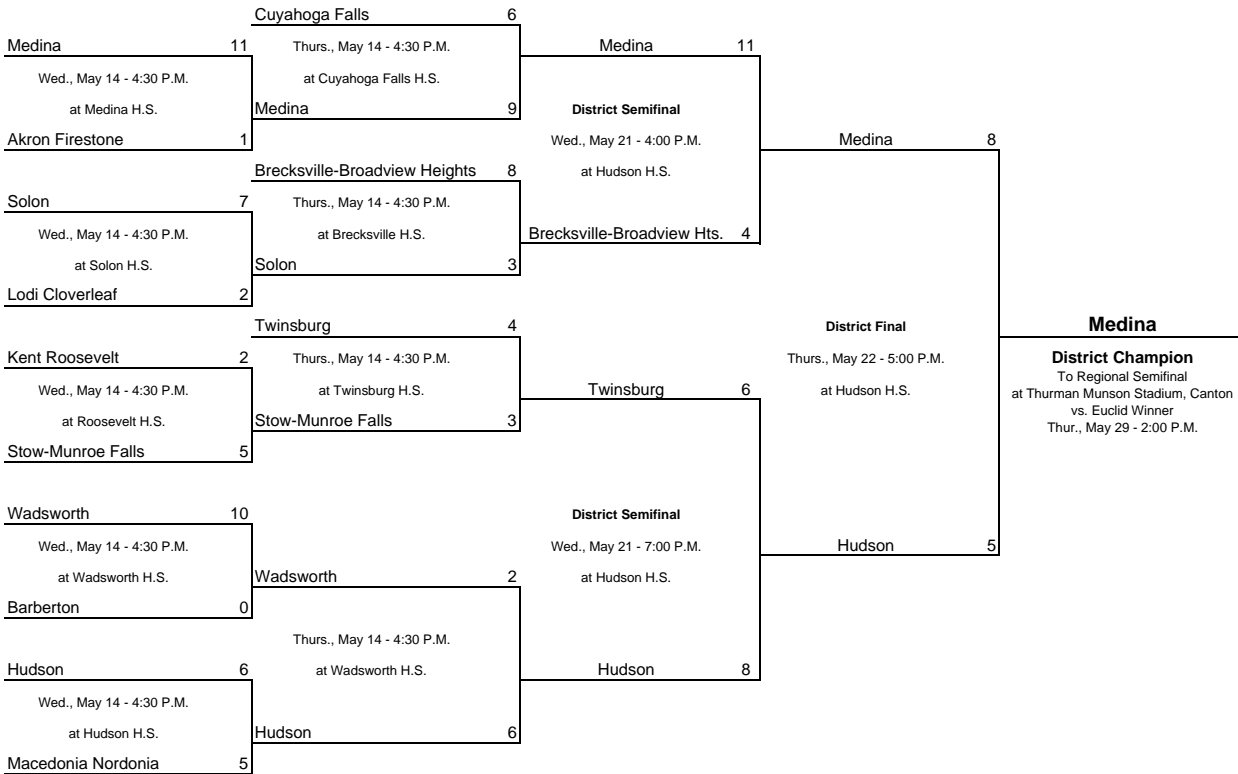 Cuyahoga Falls 6
Medina 11
Thurs., May 14 - 4:30 P.M.
Medina 11
Wed., May 14 - 4:30 P.M.
at Cuyahoga Falls H.S.
at Medina H.S.
Medina 9
District Semifinal
Akron Firestone 1
Wed., May 21 - 4:00 P.M.
Medina 8
Brecksville-Broadview Heights 8
at Hudson H.S.
Solon 7
Thurs., May 14 - 4:30 P.M.
Wed., May 14 - 4:30 P.M.
at Brecksville H.S.
Brecksville-Broadview Hts. 4
at Solon H.S.
Solon 3
Lodi Cloverleaf 2
Twinsburg 4
District Final
Medina
Kent Roosevelt 2
Thurs., May 14 - 4:30 P.M.
Thurs., May 22 - 5:00 P.M.
District Champion
To Regional Semifinal
Wed., May 14 - 4:30 P.M.
at Twinsburg H.S.
Twinsburg 6
at Hudson H.S.
at Thurman Munson Stadium, Canton
vs. Euclid Winner
at Roosevelt H.S.
Stow-Munroe Falls 3
Thur., May 29 - 2:00 P.M.
Stow-Munroe Falls 5
Wadsworth 10
District Semifinal
Wed., May 14 - 4:30 P.M.
Wed., May 21 - 7:00 P.M.
Hudson 5
at Wadsworth H.S.
Wadsworth 2
at Hudson H.S.
Barberton 0
Thurs., May 14 - 4:30 P.M.
Hudson 6
at Wadsworth H.S.
Hudson 8
Wed., May 14 - 4:30 P.M.
at Hudson H.S.
Hudson 6
Macedonia Nordonia 5